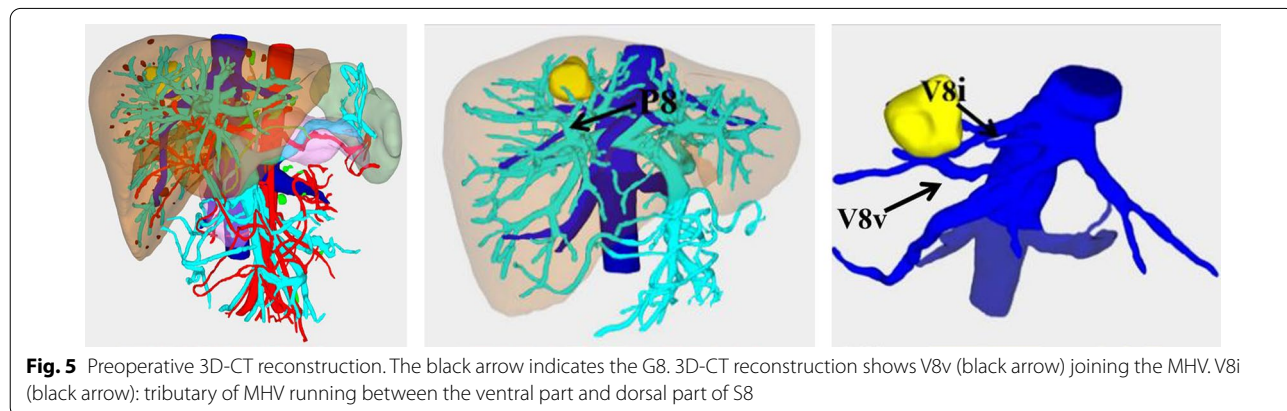 P8
V8i
V8v
Fig. 5 Preoperative 3D-CT reconstruction. The black arrow indicates the G8. 3D-CT reconstruction shows V8v (black arrow) joining the MHV. V8i
(black arrow): tributary of MHV running between the ventral part and dorsal part of S8